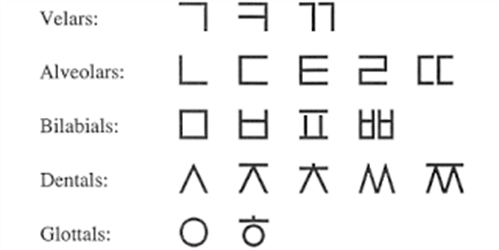 Velars: ㄱ ㅋ ㄲ
Alveolars: ㄴ ㄷ ㅌ ㄹ ㄸ
Bilabials: ㅁ ㅂ ㅍ ㅃ
Dentals: ㅅ ㅈ ㅊ ㅆ ㅉ
Glottals: ㅇ ㅎ